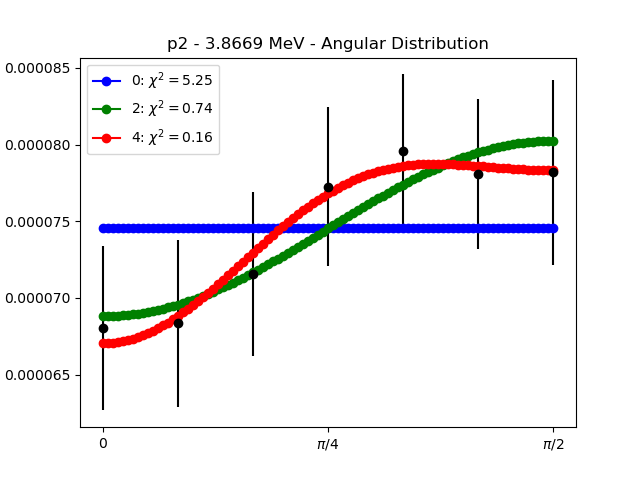 p2 - 3.8669 MeV - Angular Distribution
0.000085
0.000080
0.000075
0.000070
0.000065
0: χ² = 5.25
2: χ² = 0.74
4: χ² = 0.16
0 π/4 π/2